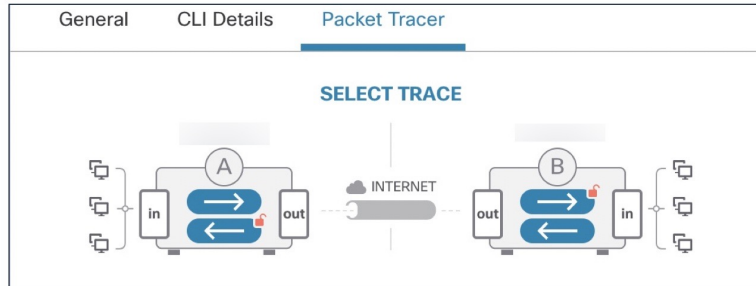 General CLI Details Packet Tracer
SELECT TRACE
A B
INTERNET
in out out in